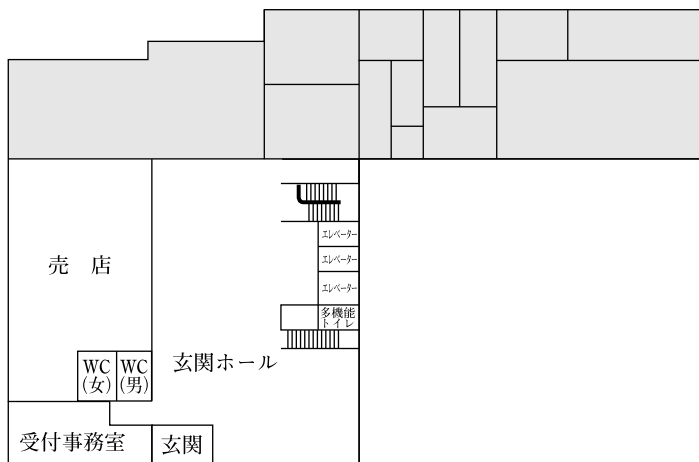 エレベーター
エレベーター
エレベーター
売　店
多機能
トイレ
WC
(女)
WC
(男)
玄関ホール
受付事務室
玄関